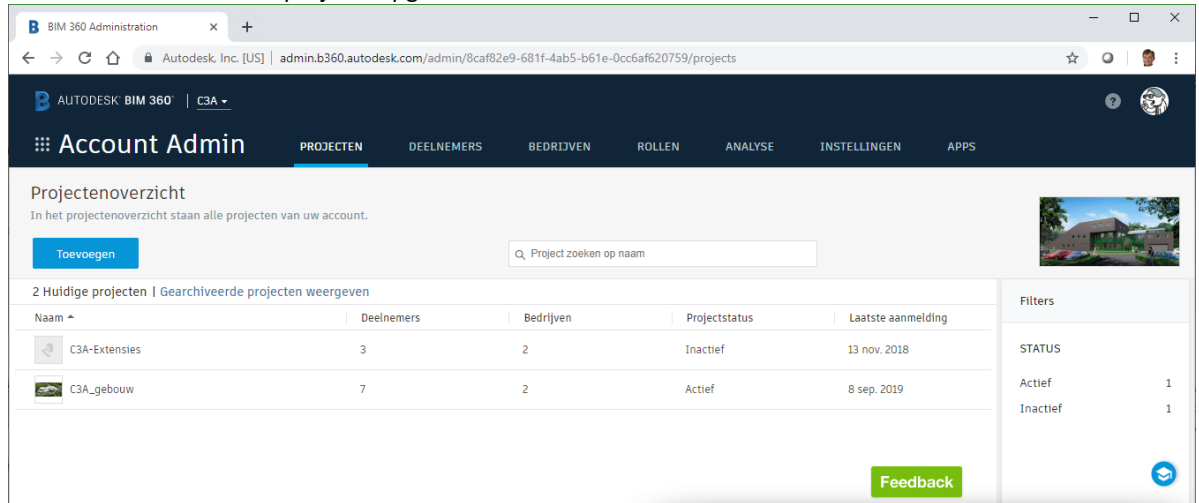 BIM 360 Administration
Autodesk, Inc. [US] | admin.b360.autodesk.com/admin/8caf82e9-681f-4ab5-b61e-0cc6af620759/projects
AUTODESK® BIM 360® | C3A
Account Admin PROJECTEN DEELNEMERS BEDRIJVEN ROLLEN ANALYSE INSTELLINGEN APPS
Projectenoverzicht
In het projectenoverzicht staan alle projecten van uw account.
Toevoegen Project zoeken op naam
2 Huidige projecten | Gearchiveerde projecten weergeven
Filters
Naam Deelnemers Bedrijven Projectstatus Laatste aanmelding
C3A-Extensies 3 2 Inactief 13 nov. 2018
STATUS
C3A_gebouw 7 2 Actief 8 sep. 2019
Actief 1
Inactief 1
Feedback